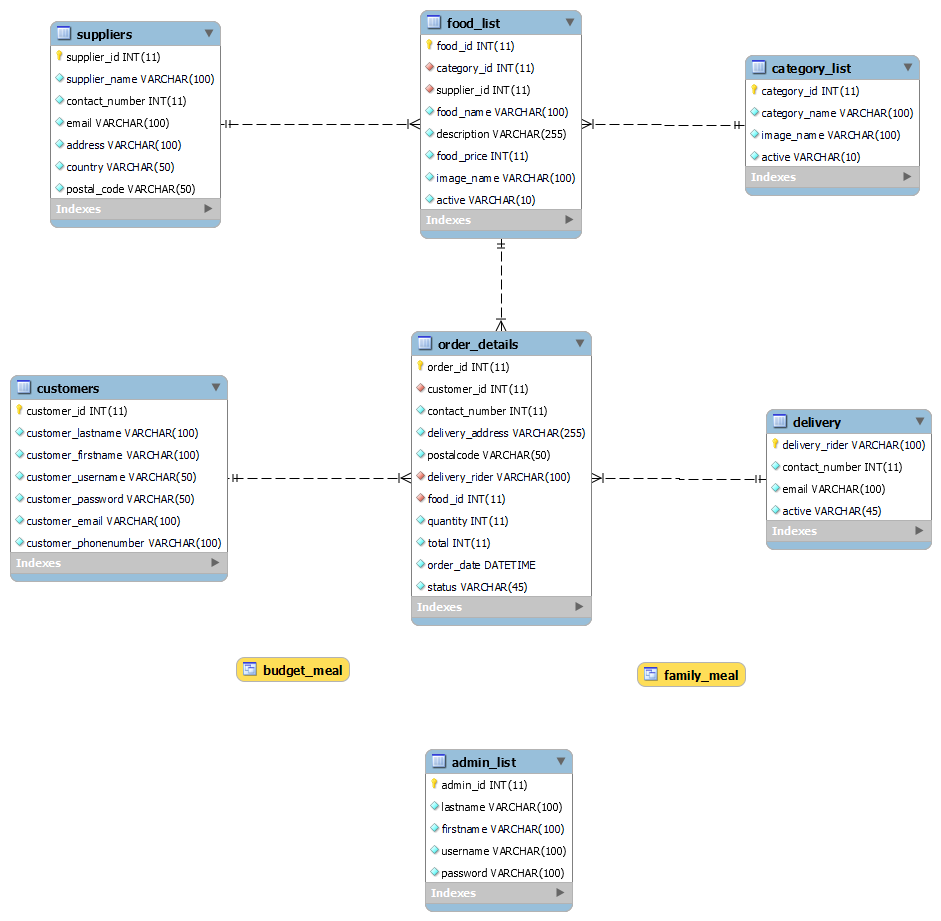 suppliers
supplier_id INT(11)
supplier_name VARCHAR(100)
contact_number INT(11)
email VARCHAR(100)
address VARCHAR(100)
country VARCHAR(50)
postal_code VARCHAR(50)
Indexes
food_list
food_id INT(11)
category_id INT(11)
supplier_id INT(11)
food_name VARCHAR(100)
description VARCHAR(255)
food_price INT(11)
image_name VARCHAR(100)
active VARCHAR(10)
Indexes
category_list
category_id INT(11)
category_name VARCHAR(100)
image_name VARCHAR(100)
active VARCHAR(10)
Indexes
customers
customer_id INT(11)
customer_lastname VARCHAR(100)
customer_firstname VARCHAR(100)
customer_username VARCHAR(50)
customer_password VARCHAR(50)
customer_email VARCHAR(100)
customer_phonenumber VARCHAR(100)
Indexes
order_details
order_id INT(11)
customer_id INT(11)
contact_number INT(11)
delivery_address VARCHAR(255)
postalcode VARCHAR(50)
delivery_rider VARCHAR(100)
food_id INT(11)
quantity INT(11)
total INT(11)
order_date DATETIME
status VARCHAR(45)
Indexes
delivery
delivery_rider VARCHAR(100)
contact_number INT(11)
email VARCHAR(100)
active VARCHAR(45)
Indexes
budget_meal
family_meal
admin_list
admin_id INT(11)
lastname VARCHAR(100)
firstname VARCHAR(100)
username VARCHAR(100)
password VARCHAR(100)
Indexes